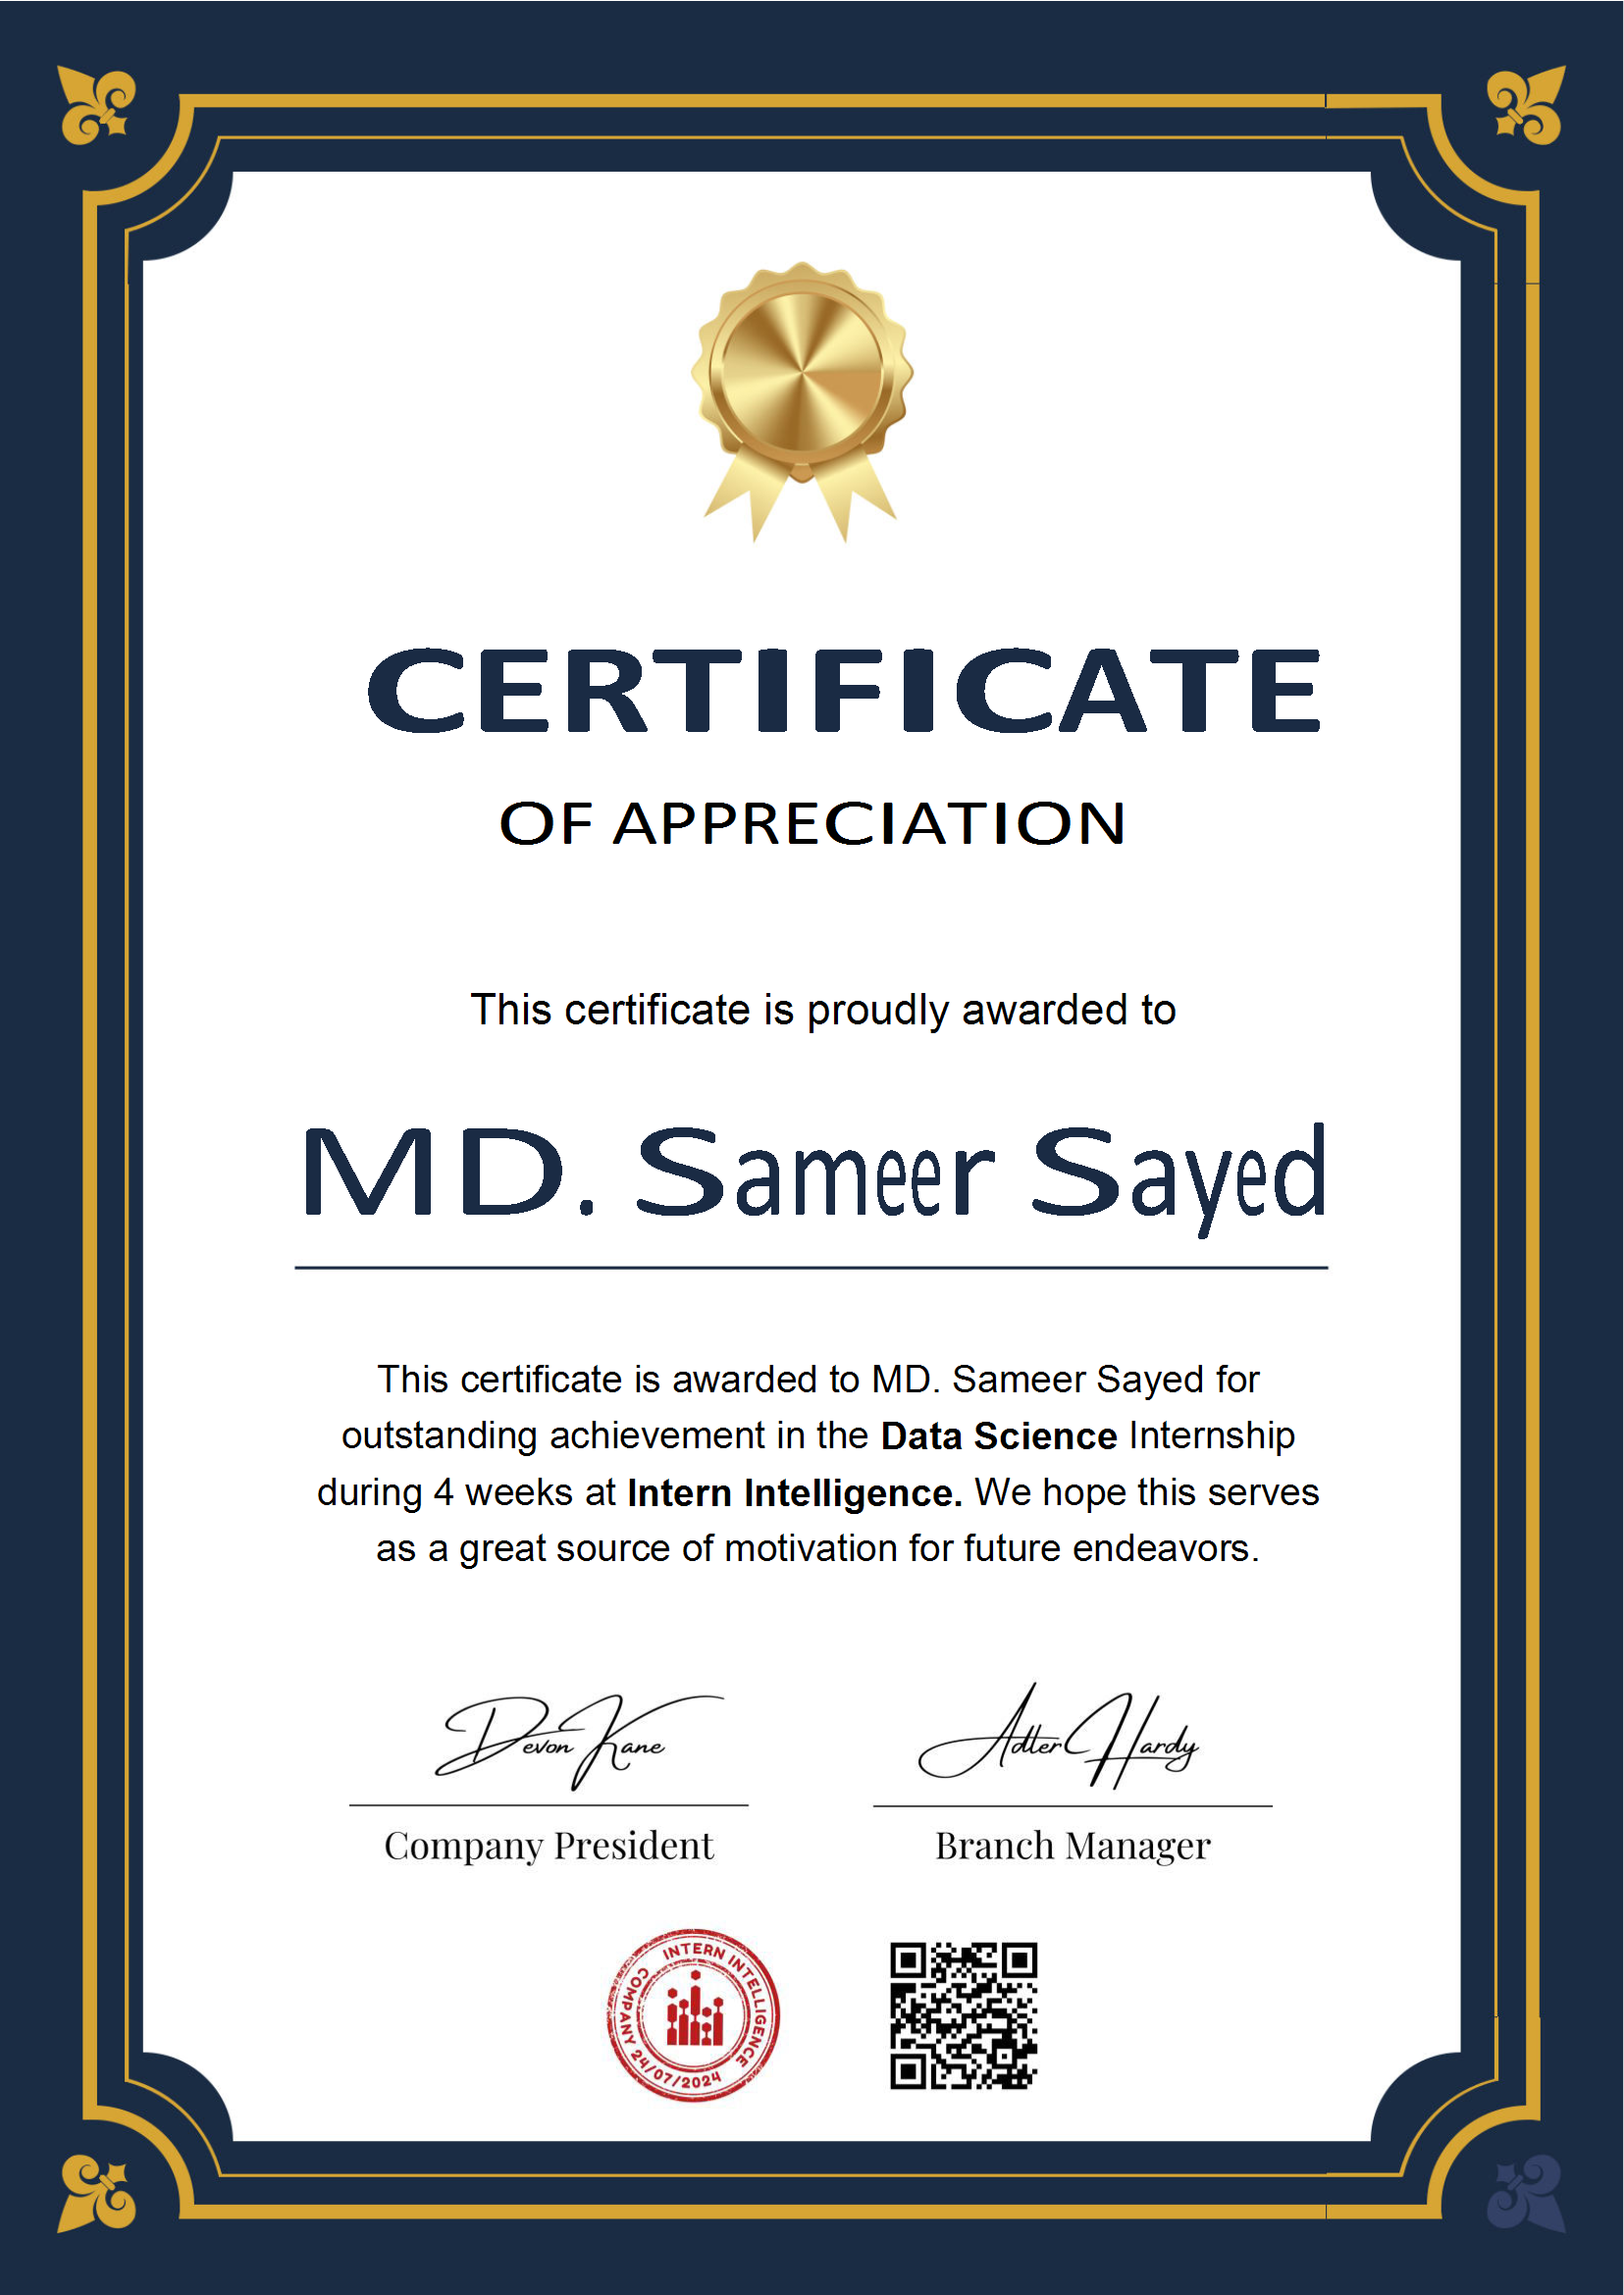 CERTIFICATE
OF APPRECIATION
This certificate is proudly awarded to
MD. Sameer Sayed
This certificate is awarded to MD. Sameer Sayed for
outstanding achievement in the Data Science Internship
during 4 weeks at Intern Intelligence. We hope this serves
as a great source of motivation for future endeavors.
Devon Kane
Adler Hardy
Company President
Branch Manager
INTERN INTELLIGENCE
COMPANY 24/07/2024